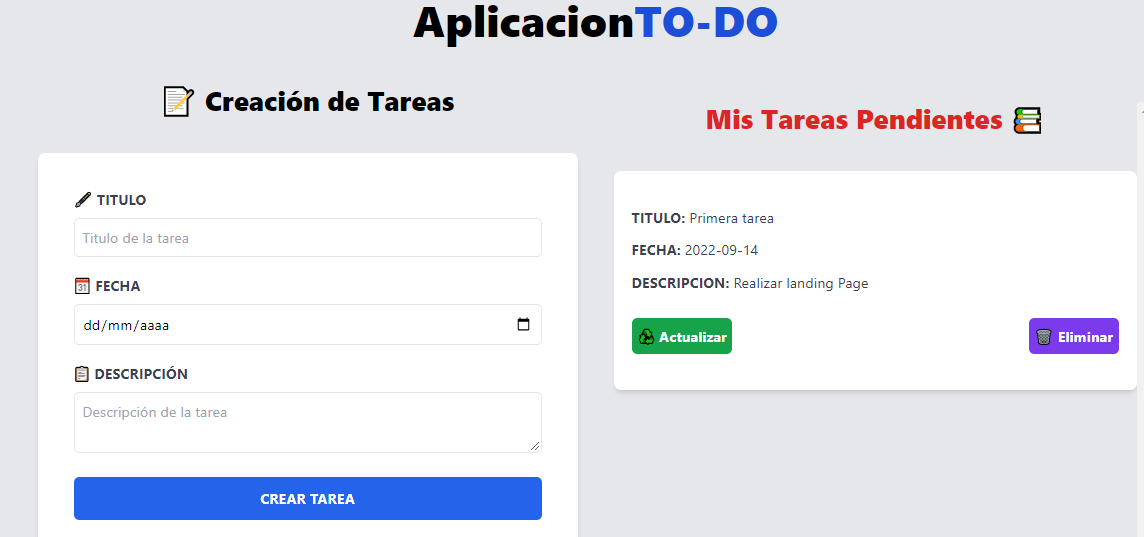 AplicacionTO-DO
Creación de Tareas
TITULO
Titulo de la tarea
FECHA
dd/mm/aaaa
DESCRIPCIÓN
Descripción de la tarea
CREAR TAREA
Mis Tareas Pendientes
TITULO: Primera tarea
FECHA: 2022-09-14
DESCRIPCION: Realizar landing Page
Actualizar
Eliminar